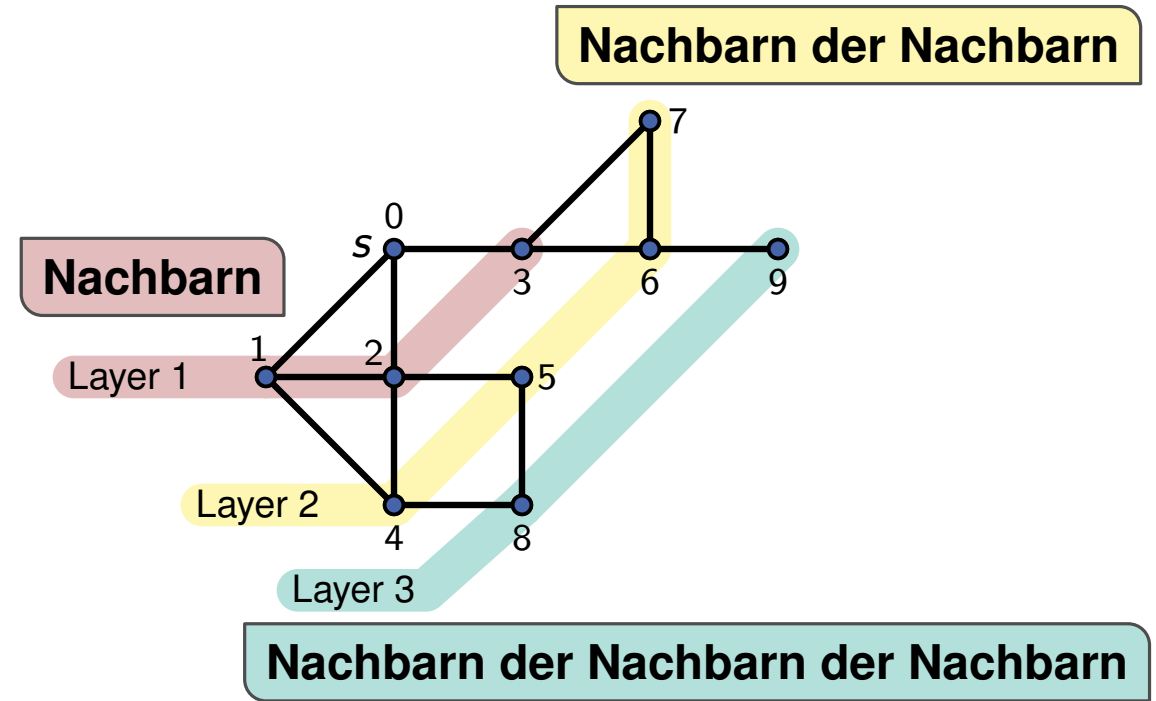 Nachbarn der Nachbarn
7
0
s
3
6
9
Nachbarn
1
2
Layer 1
5
Layer 2
4
8
Layer 3
Nachbarn der Nachbarn der Nachbarn